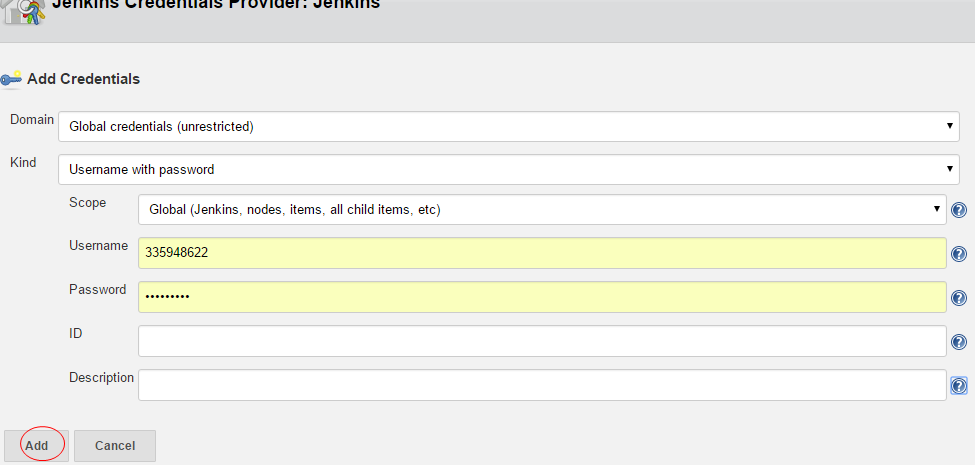 Jenkins Credentials Provider: Jenkins
Add Credentials
Domain
Global credentials (unrestricted)
Kind
Username with password
Scope
Global (Jenkins, nodes, items, all child items, etc)
Username
335948622
Password
•••••••••
ID
Description
Add Cancel